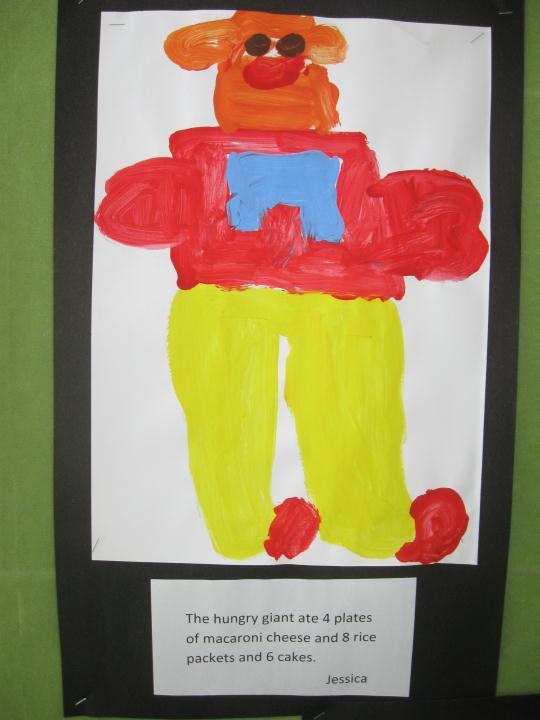 The hungry giant ate 4 plates
of macaroni cheese and 8 rice
packets and 6 cakes.
Jessica